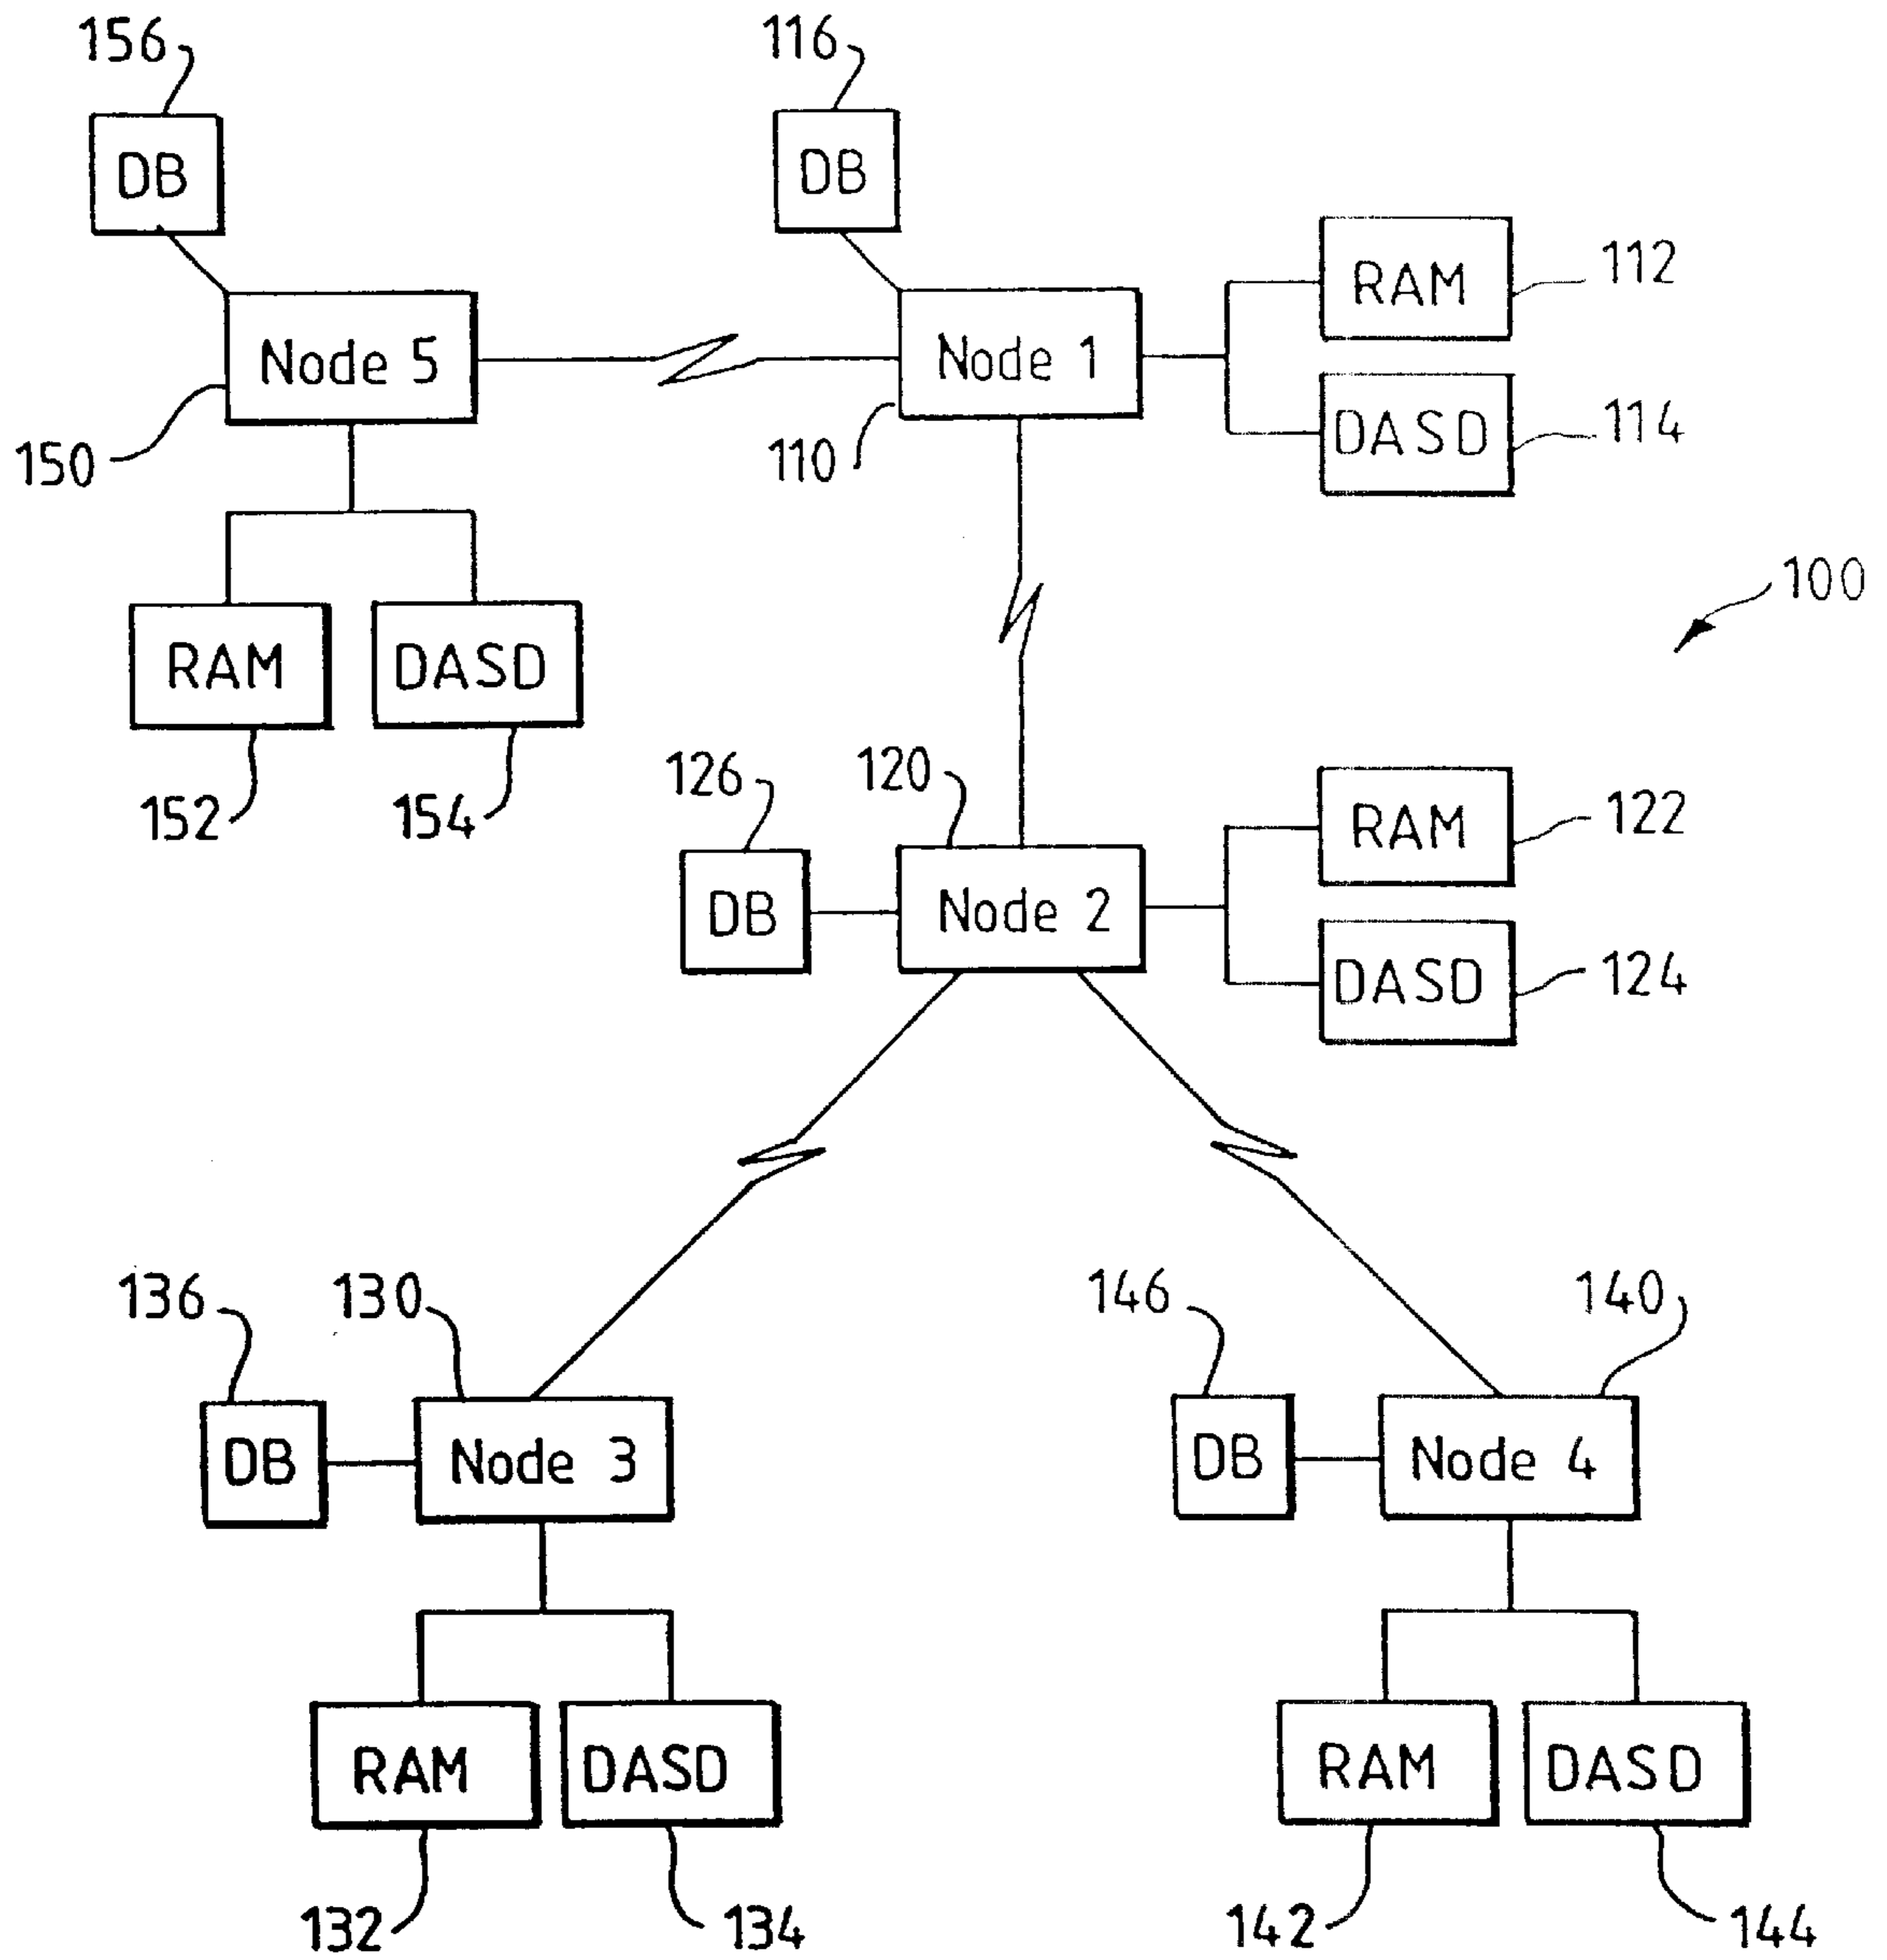 156
116
DB
DB
RAM
112
Node 5
Node 1
DASD
114
150
110
100
RAM
DASD
152
154
126
120
RAM
122
DB
Node 2
DASD
124
136
130
146
140
DB
Node 3
DB
Node 4
RAM
DASD
RAM
DASD
132
134
142
144